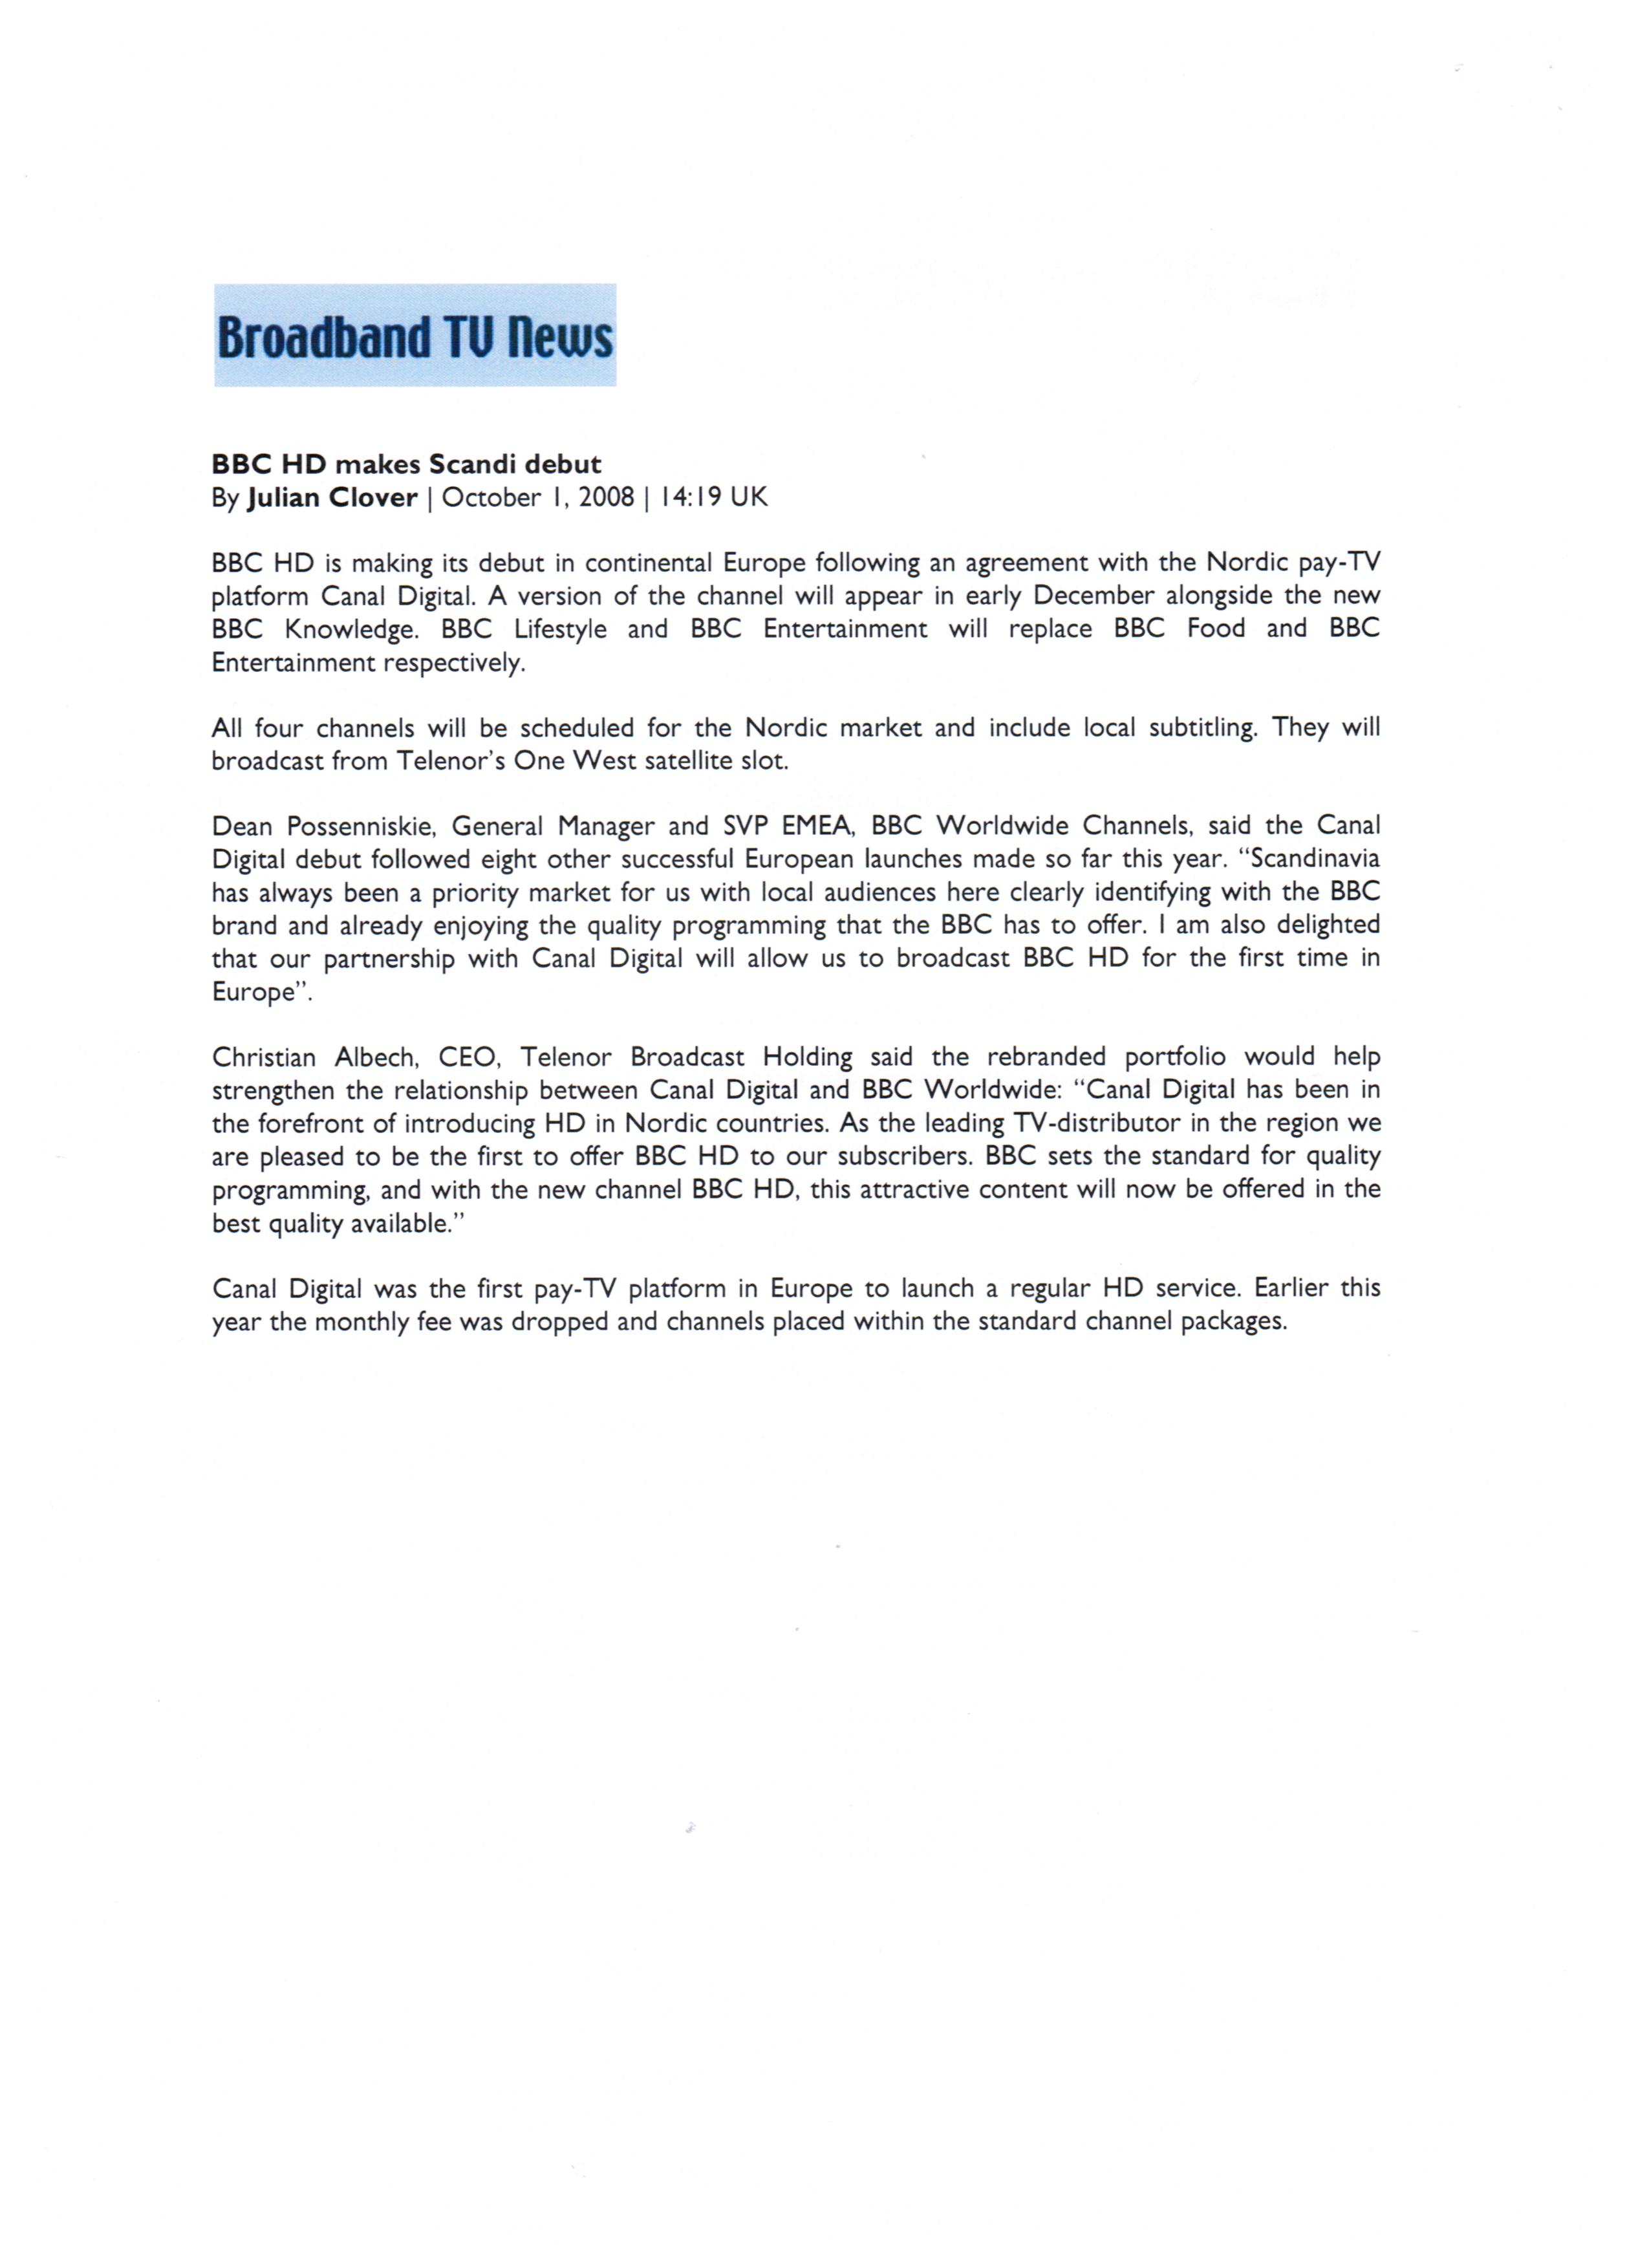 Broadband TV News
BBC HD makes Scandi debut
By Julian Clover | October 1, 2008 | 14:19 UK
BBC HD is making its debut in continental Europe following an agreement with the Nordic pay-TV
platform Canal Digital. A version of the channel will appear in early December alongside the new
BBC Knowledge. BBC Lifestyle and BBC Entertainment will replace BBC Food and BBC
Entertainment respectively.
All four channels will be scheduled for the Nordic market and include local subtitling. They will
broadcast from Telenor's One West satellite slot.
Dean Possenniskie, General Manager and SVP EMEA, BBC Worldwide Channels, said the Canal
Digital debut followed eight other successful European launches made so far this year. “Scandinavia
has always been a priority market for us with local audiences here clearly identifying with the BBC
brand and already enjoying the quality programming that the BBC has to offer. I am also delighted
that our partnership with Canal Digital will allow us to broadcast BBC HD for the first time in
Europe”.
Christian Albech, CEO, Telenor Broadcast Holding said the rebranded portfolio would help
strengthen the relationship between Canal Digital and BBC Worldwide: “Canal Digital has been in
the forefront of introducing HD in Nordic countries. As the leading TV-distributor in the region we
are pleased to be the first to offer BBC HD to our subscribers. BBC sets the standard for quality
programming, and with the new channel BBC HD, this attractive content will now be offered in the
best quality available.”
Canal Digital was the first pay-TV platform in Europe to launch a regular HD service. Earlier this
year the monthly fee was dropped and channels placed within the standard channel packages.